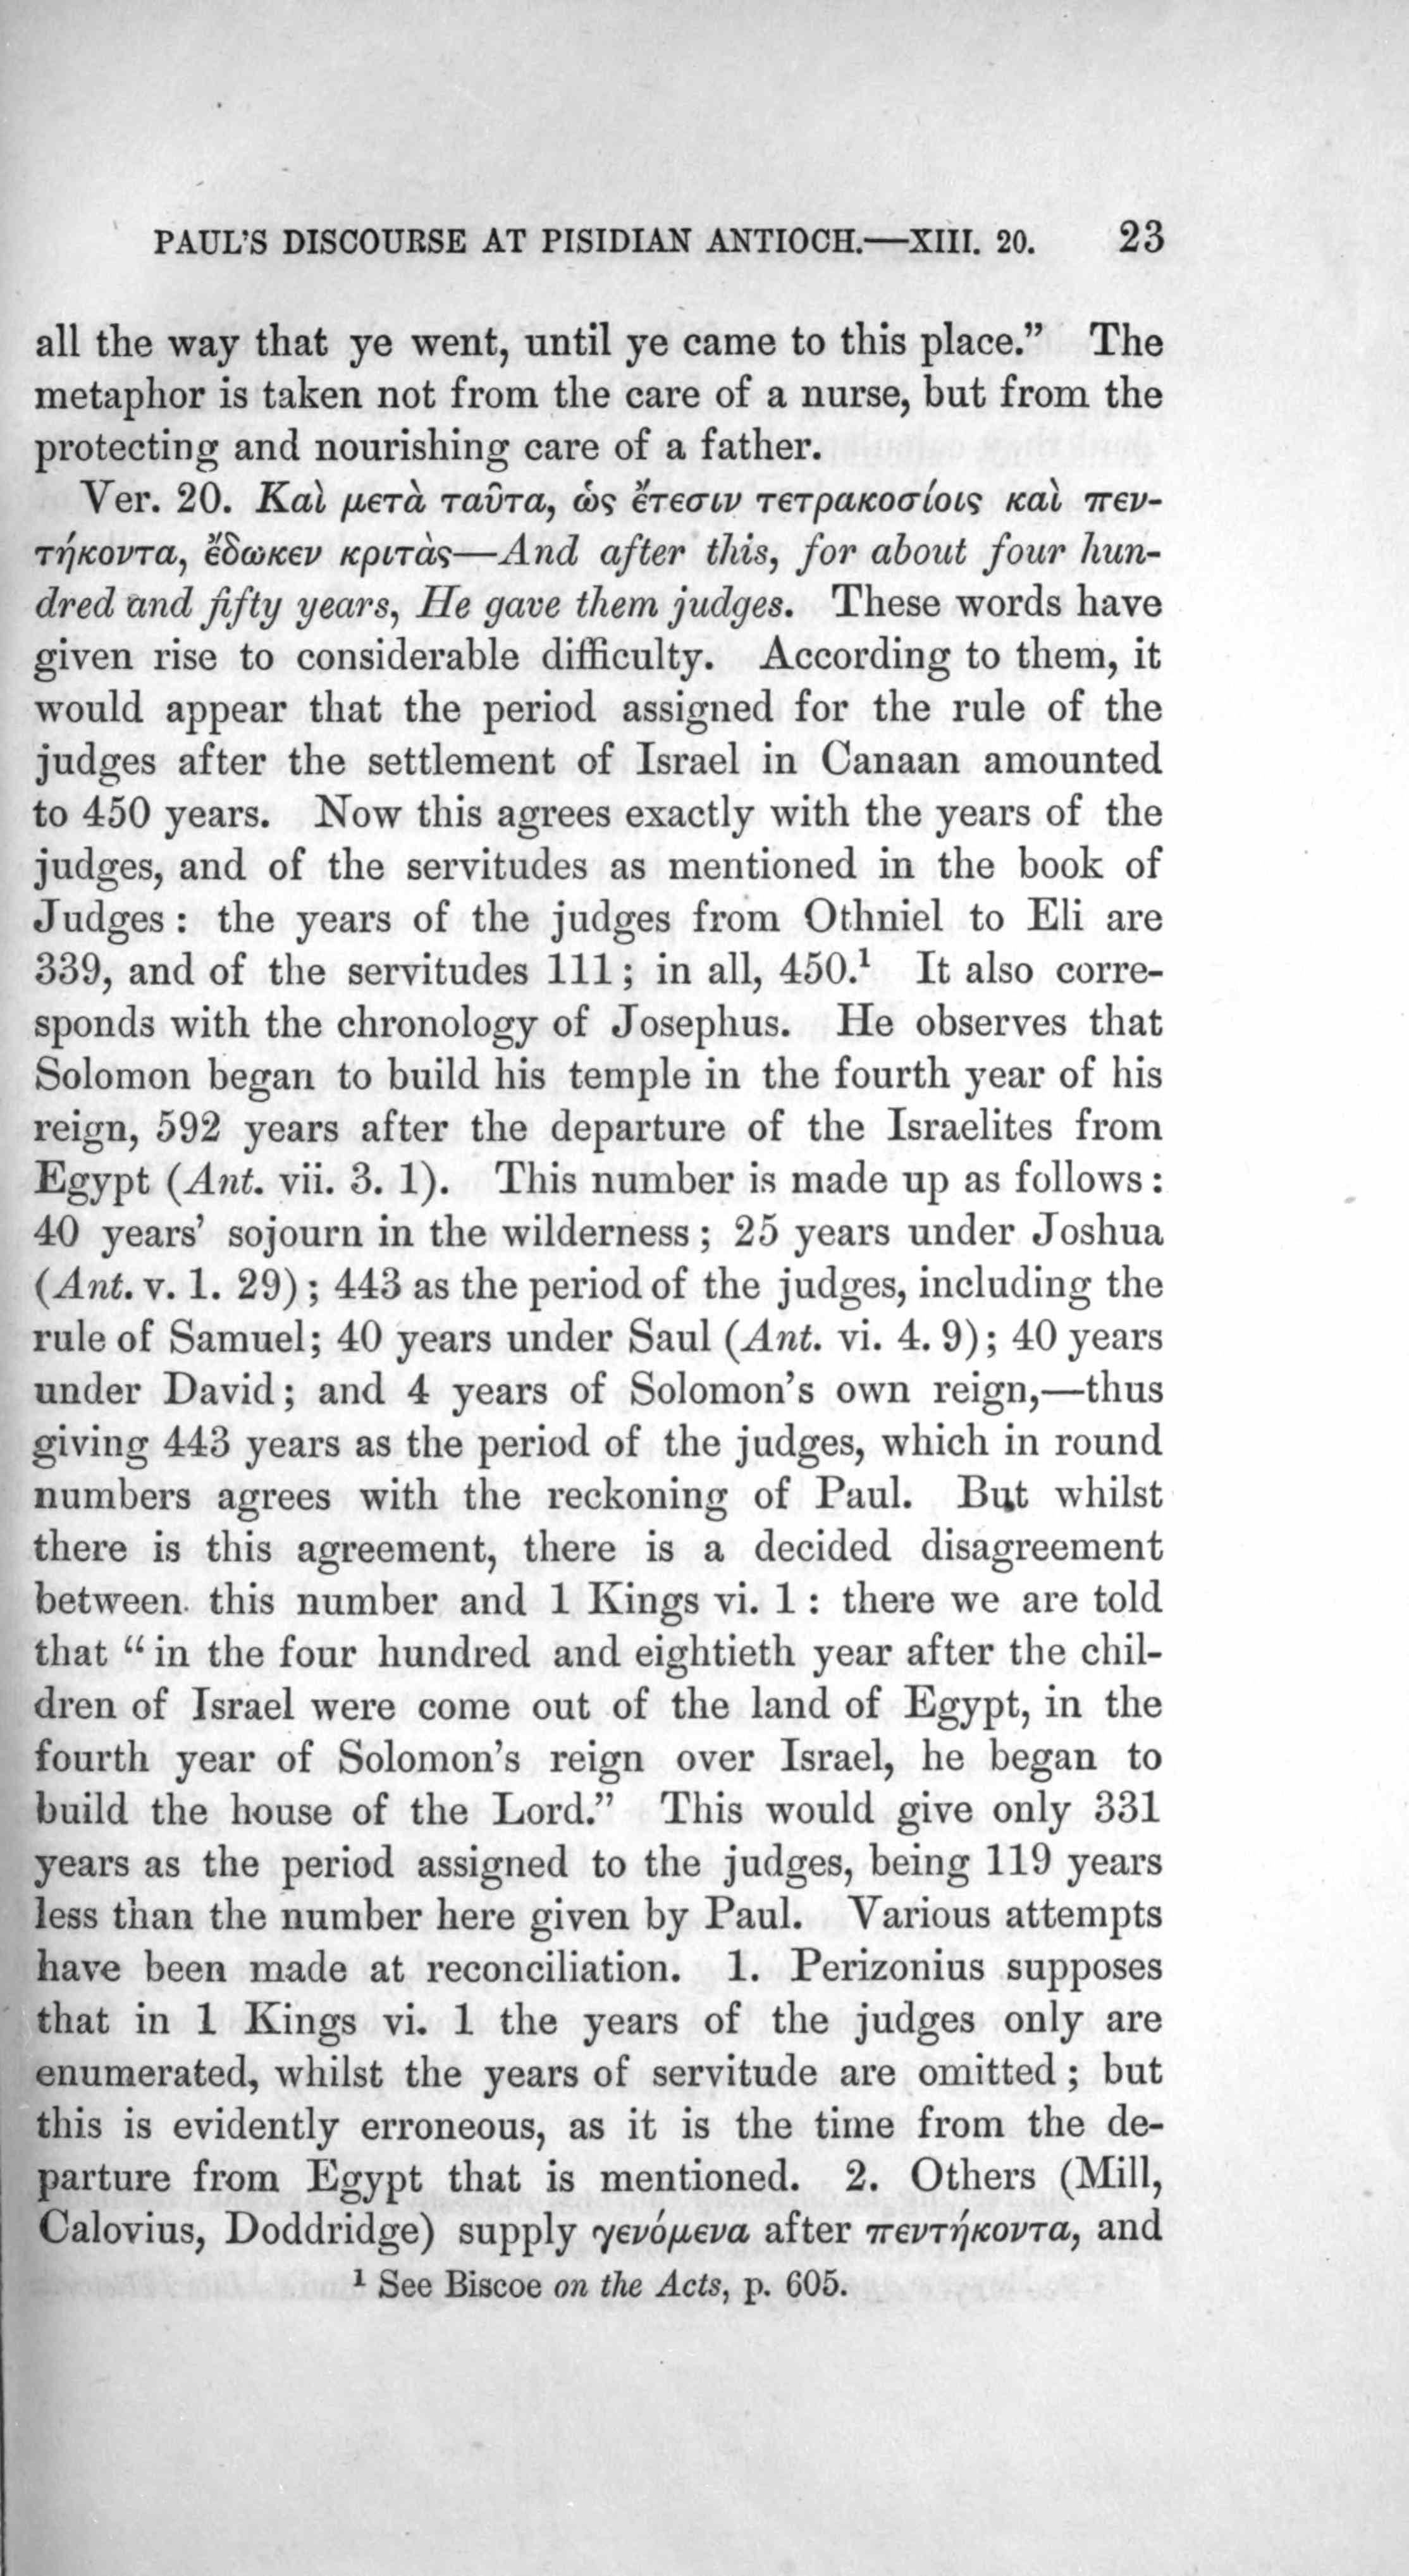 PAUL'S DISCOURSE AT PISIDIAN ANTIOCH.—XIII. 20. 23
all the way that ye went, until ye came to this place.” The
metaphor is taken not from the care of a nurse, but from the
protecting and nourishing care of a father.
Ver. 20. Καὶ μετὰ ταῦτα, ὡς ἔτεσιν τετρακοσίοις καὶ πεν-
τήκοντα, ἔδωκεν κριτὰς—And after this, for about four hun-
dred and fifty years, He gave them judges. These words have
given rise to considerable difficulty. According to them, it
would appear that the period assigned for the rule of the
judges after the settlement of Israel in Canaan amounted
to 450 years. Now this agrees exactly with the years of the
judges, and of the servitudes as mentioned in the book of
Judges : the years of the judges from Othniel to Eli are
339, and of the servitudes 111 ; in all, 450.¹ It also corre-
sponds with the chronology of Josephus. He observes that
Solomon began to build his temple in the fourth year of his
reign, 592 years after the departure of the Israelites from
Egypt (Ant. vii. 3. 1). This number is made up as follows :
40 years' sojourn in the wilderness ; 25 years under Joshua
(Ant. v. 1. 29) ; 443 as the period of the judges, including the
rule of Samuel; 40 years under Saul (Ant. vi. 4. 9) ; 40 years
under David ; and 4 years of Solomon's own reign,—thus
giving 443 years as the period of the judges, which in round
numbers agrees with the reckoning of Paul. But whilst
there is this agreement, there is a decided disagreement
between this number and 1 Kings vi. 1 : there we are told
that “ in the four hundred and eightieth year after the chil-
dren of Israel were come out of the land of Egypt, in the
fourth year of Solomon's reign over Israel, he began to
build the house of the Lord.” This would give only 331
years as the period assigned to the judges, being 119 years
less than the number here given by Paul. Various attempts
have been made at reconciliation. 1. Perizonius supposes
that in 1 Kings vi. 1 the years of the judges only are
enumerated, whilst the years of servitude are omitted ; but
this is evidently erroneous, as it is the time from the de-
parture from Egypt that is mentioned. 2. Others (Mill,
Calovius, Doddridge) supply γενόμενα after πεντήκοντα, and
¹ See Biscoe on the Acts, p. 605.